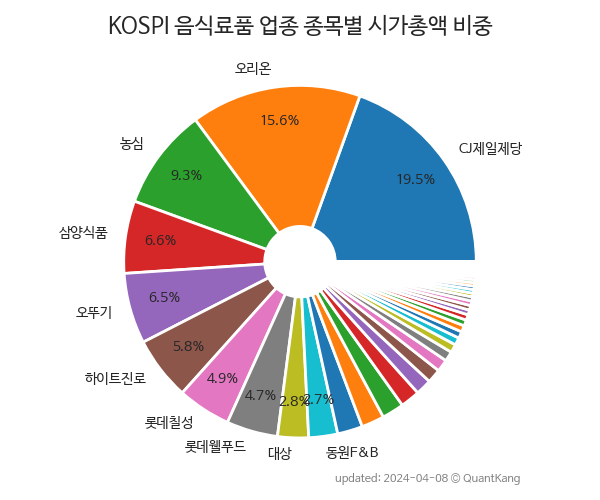 KOSPI 음식료품 업종 종목별 시가총액 비중
오리온
15.6%
CJ제일제당
19.5%
농심
9.3%
삼양식품
6.6%
오뚜기
6.5%
하이트진로
5.8%
롯데칠성
4.9%
롯데웰푸드
4.7%
대상
2.8%
동원F&B
2.7%
updated: 2024-04-08 © QuantKang